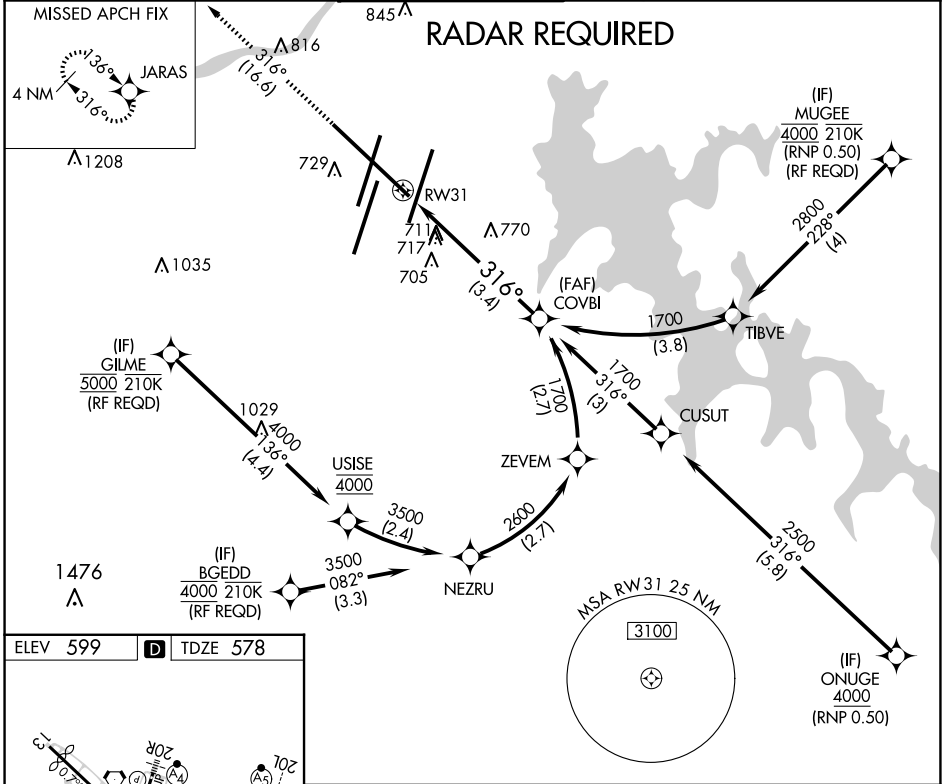 MISSED APCH FIX
136°
JARAS
4 NM
316°
845
RADAR REQUIRED
816
316°
(16.6)
1208
729
RW31
711
717
705
770
1035
316°
(3.4)
(FAF)
COVBI
(IF)
MUGEE
4000 210K
(RNP 0.50)
(RF REQD)
2800
228°
(4)
1700
(3.8)
TIBVE
(IF)
GILME
5000 210K
(RF REQD)
1029
4000
136°
(4.4)
USISE
4000
3500
(2.4)
1700
(2.7)
1700
316°
(3)
CUSUT
ZEVEM
2600
(2.7)
NEZRU
(IF)
BGEDD
4000 210K
(RF REQD)
3500
082°
(3.3)
1476
2500
316°
(5.8)
(IF)
ONUGE
4000
(RNP 0.50)
MSA RW31 25 NM
3100
ELEV 599
D
TDZE 578
13
20R
A4
P
A5
20L